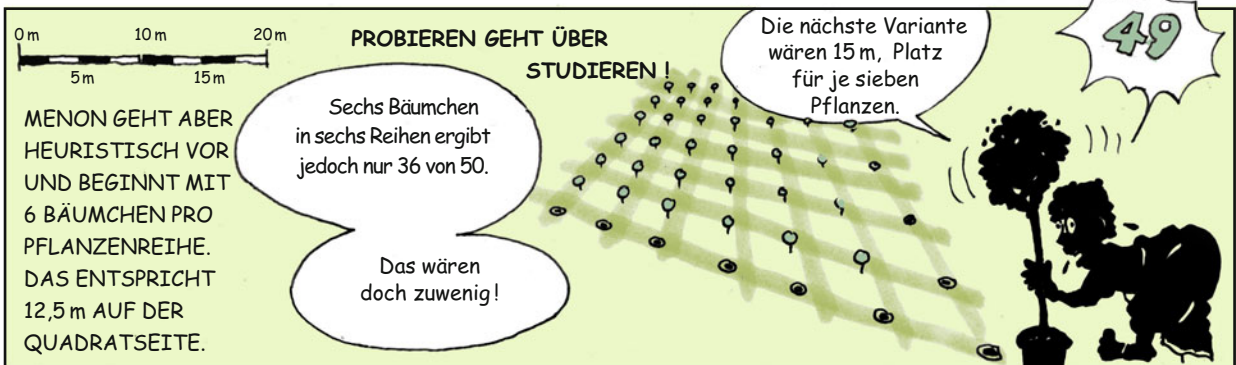 0 m 10 m 20 m
5 m 15 m
PROBIEREN GEHT ÜBER
STUDIEREN !
MENON GEHT ABER
HEURISTISCH VOR
UND BEGINNT MIT
6 BÄUMCHEN PRO
PFLANZENREIHE.
DAS ENTSPRICHT
12,5 m AUF DER
QUADRATSEITE.
Sechs Bäumchen
in sechs Reihen ergibt
jedoch nur 36 von 50.
Das wären
doch zuwenig !
Die nächste Variante
wären 15 m, Platz
für je sieben
Pflanzen.
49